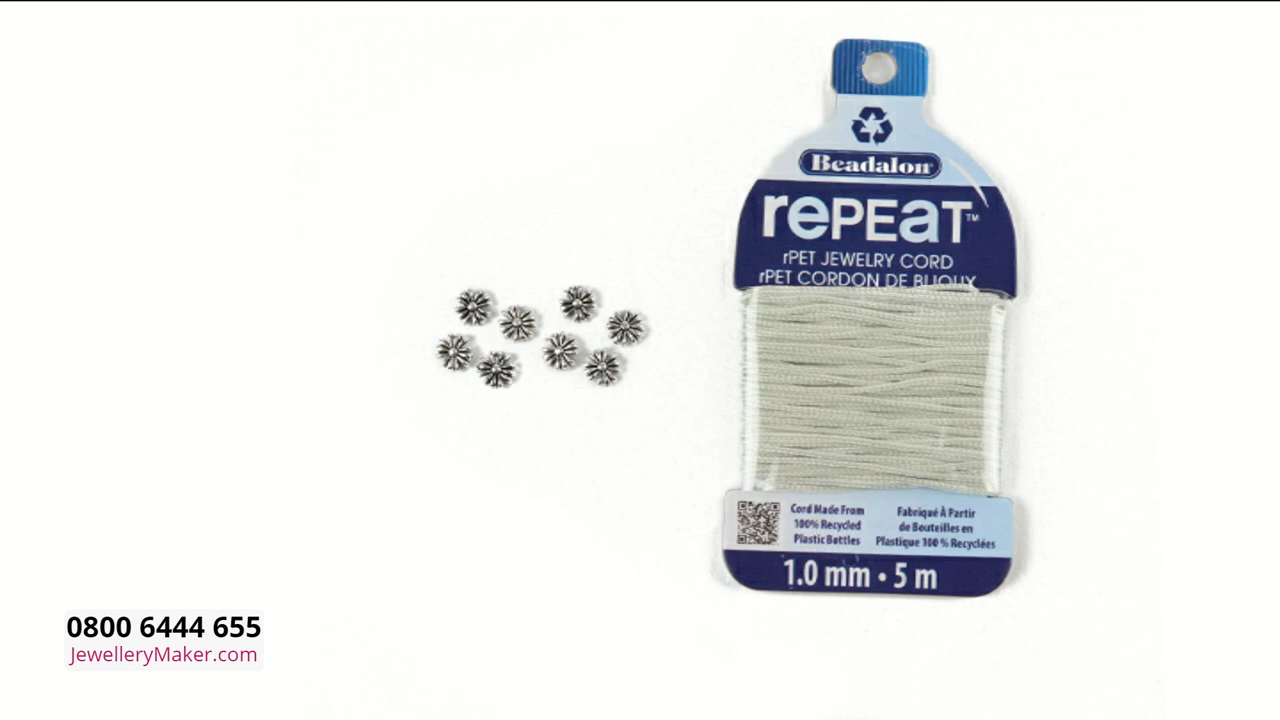 Beadalon
rePEaT™
rPET JEWELRY CORD
rPET CORDON DE BIJOUX
Cord Made From
100% Recycled
Plastic Bottles
Fabriqué À Partir
de Bouteilles en
Plastique 100 % Recyclées
1.0 mm • 5 m
0800 6444 655
JewelleryMaker.com